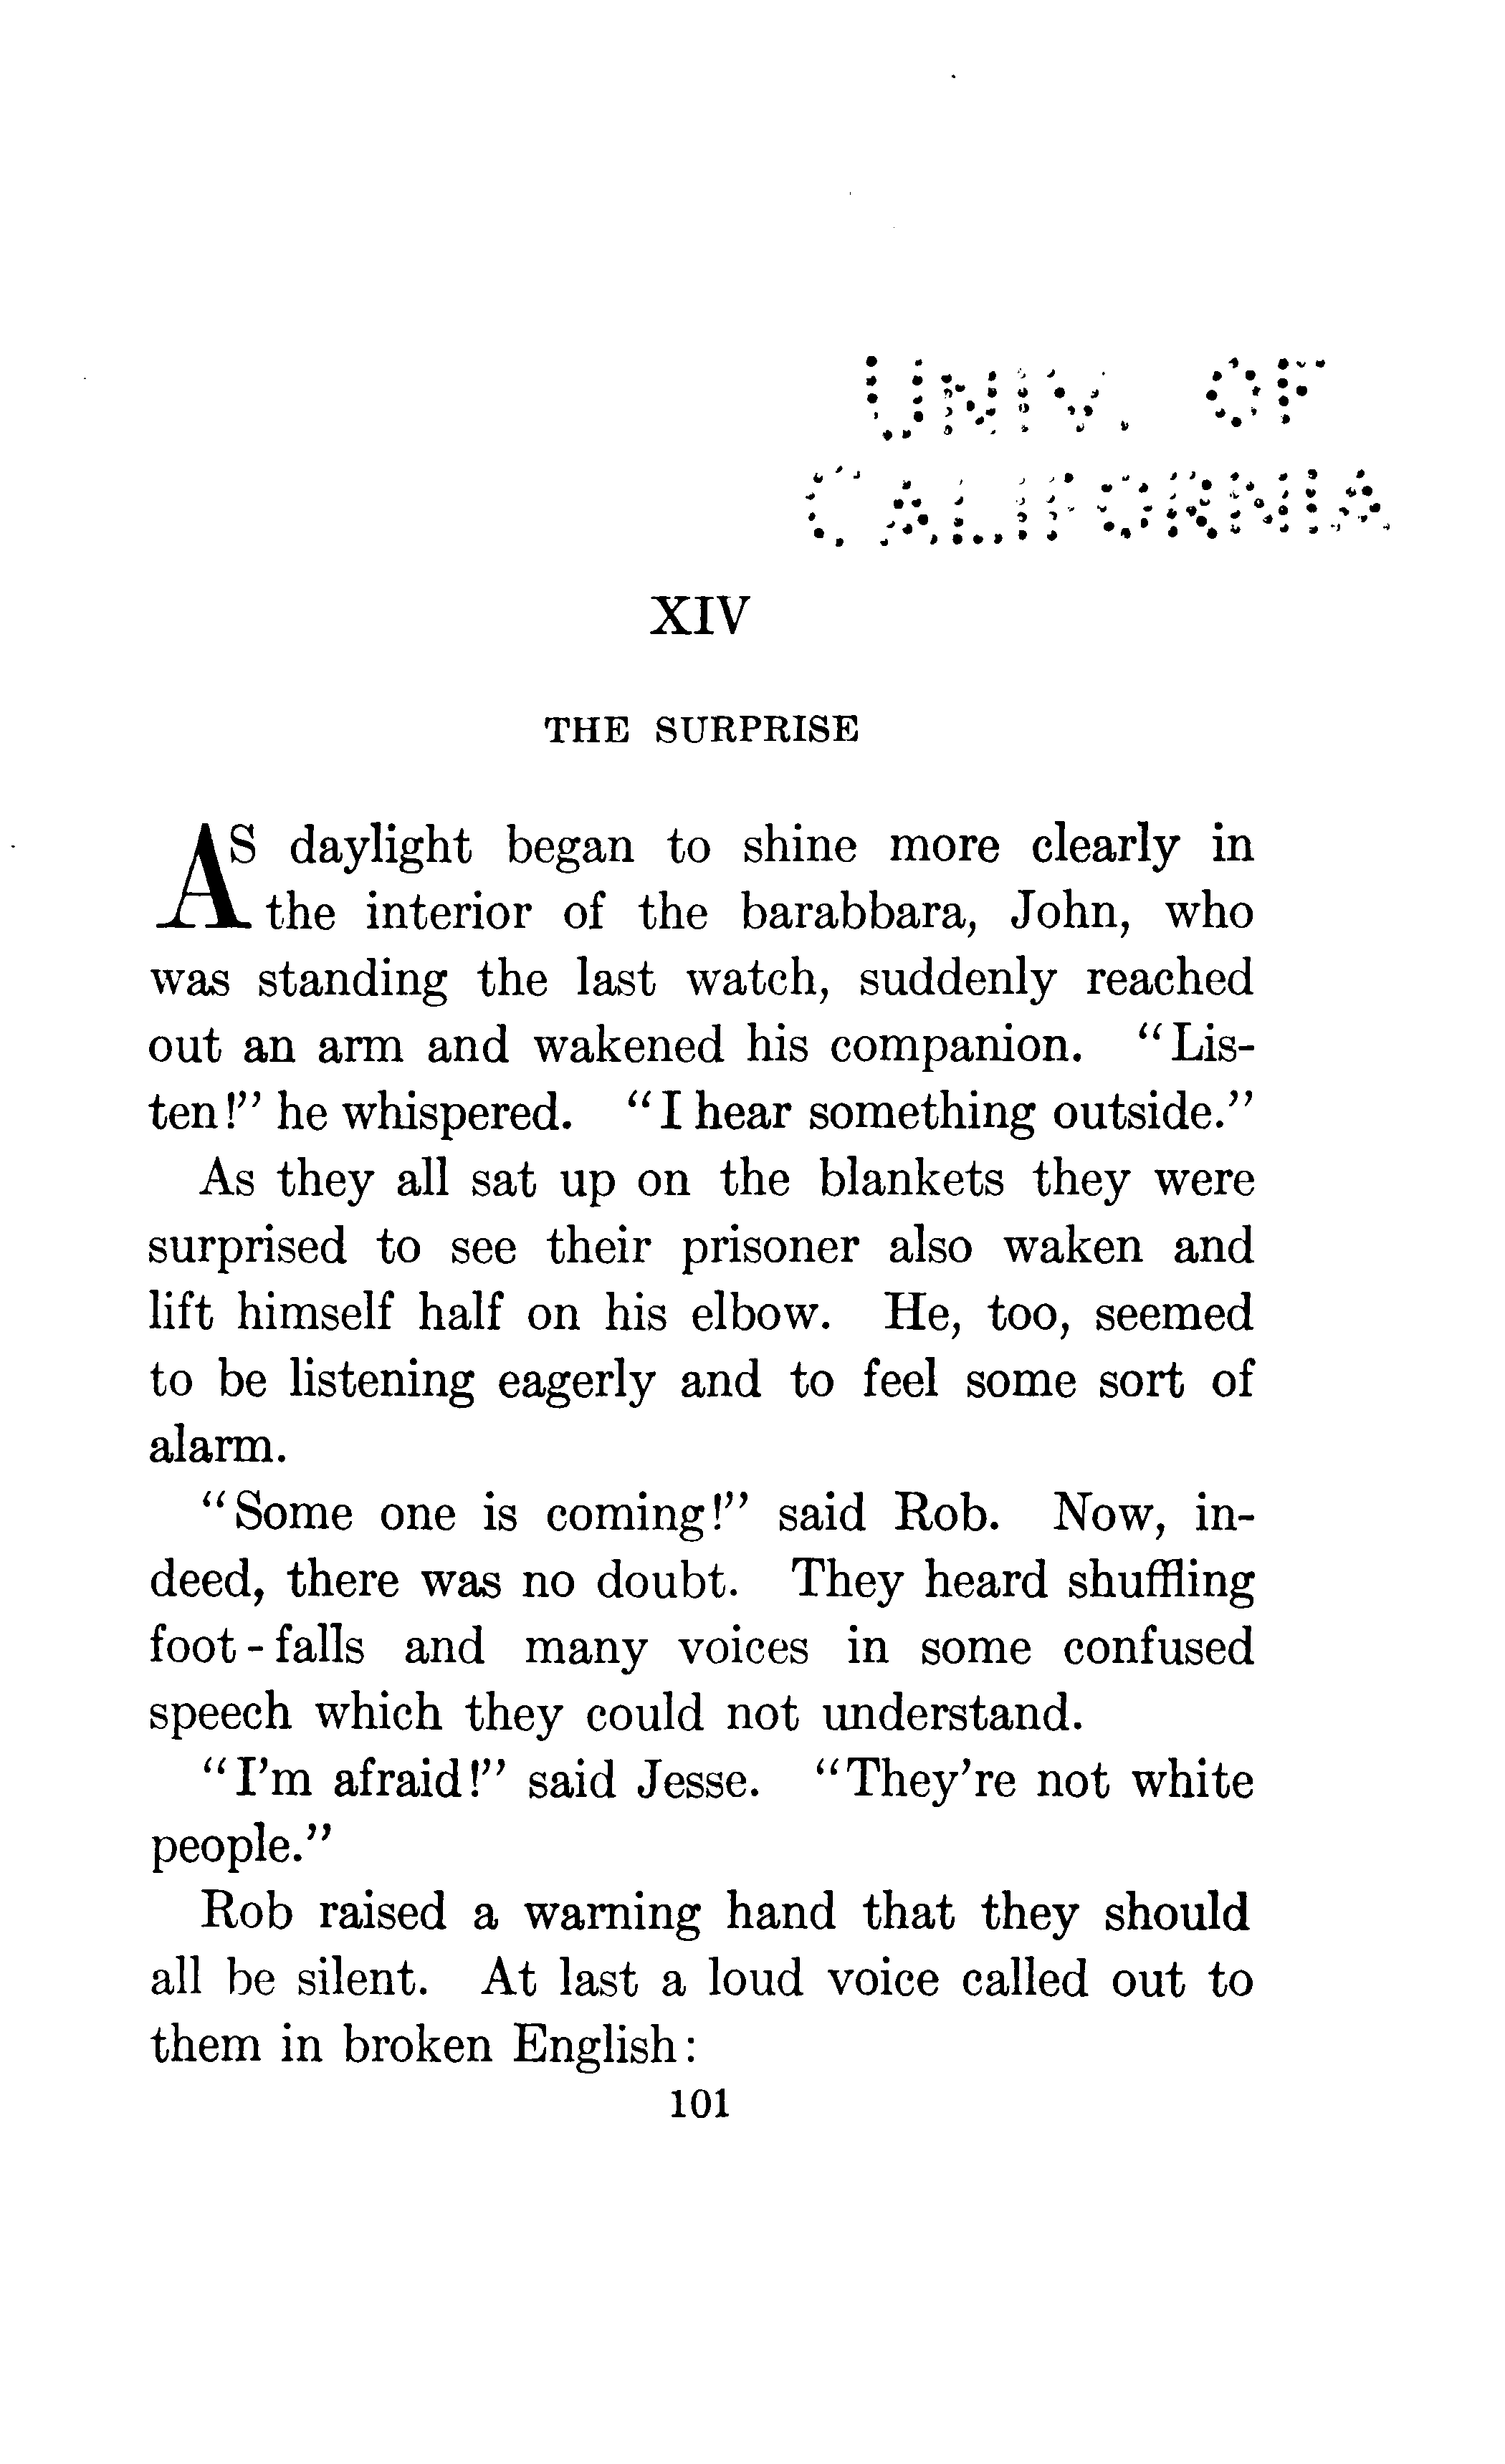 UNIV. OF
CALIFORNIA
XIV
THE SURPRISE
AS daylight began to shine more clearly in
the interior of the barabbara, John, who
was standing the last watch, suddenly reached
out an arm and wakened his companion. "Lis-
ten!" he whispered. "I hear something outside."
As they all sat up on the blankets they were
surprised to see their prisoner also waken and
lift himself half on his elbow. He, too, seemed
to be listening eagerly and to feel some sort of
alarm.
"Some one is coming!" said Rob. Now, in-
deed, there was no doubt. They heard shuffling
foot-falls and many voices in some confused
speech which they could not understand.
"I'm afraid!" said Jesse. "They're not white
people."
Rob raised a warning hand that they should
all be silent. At last a loud voice called out to
them in broken English:
101